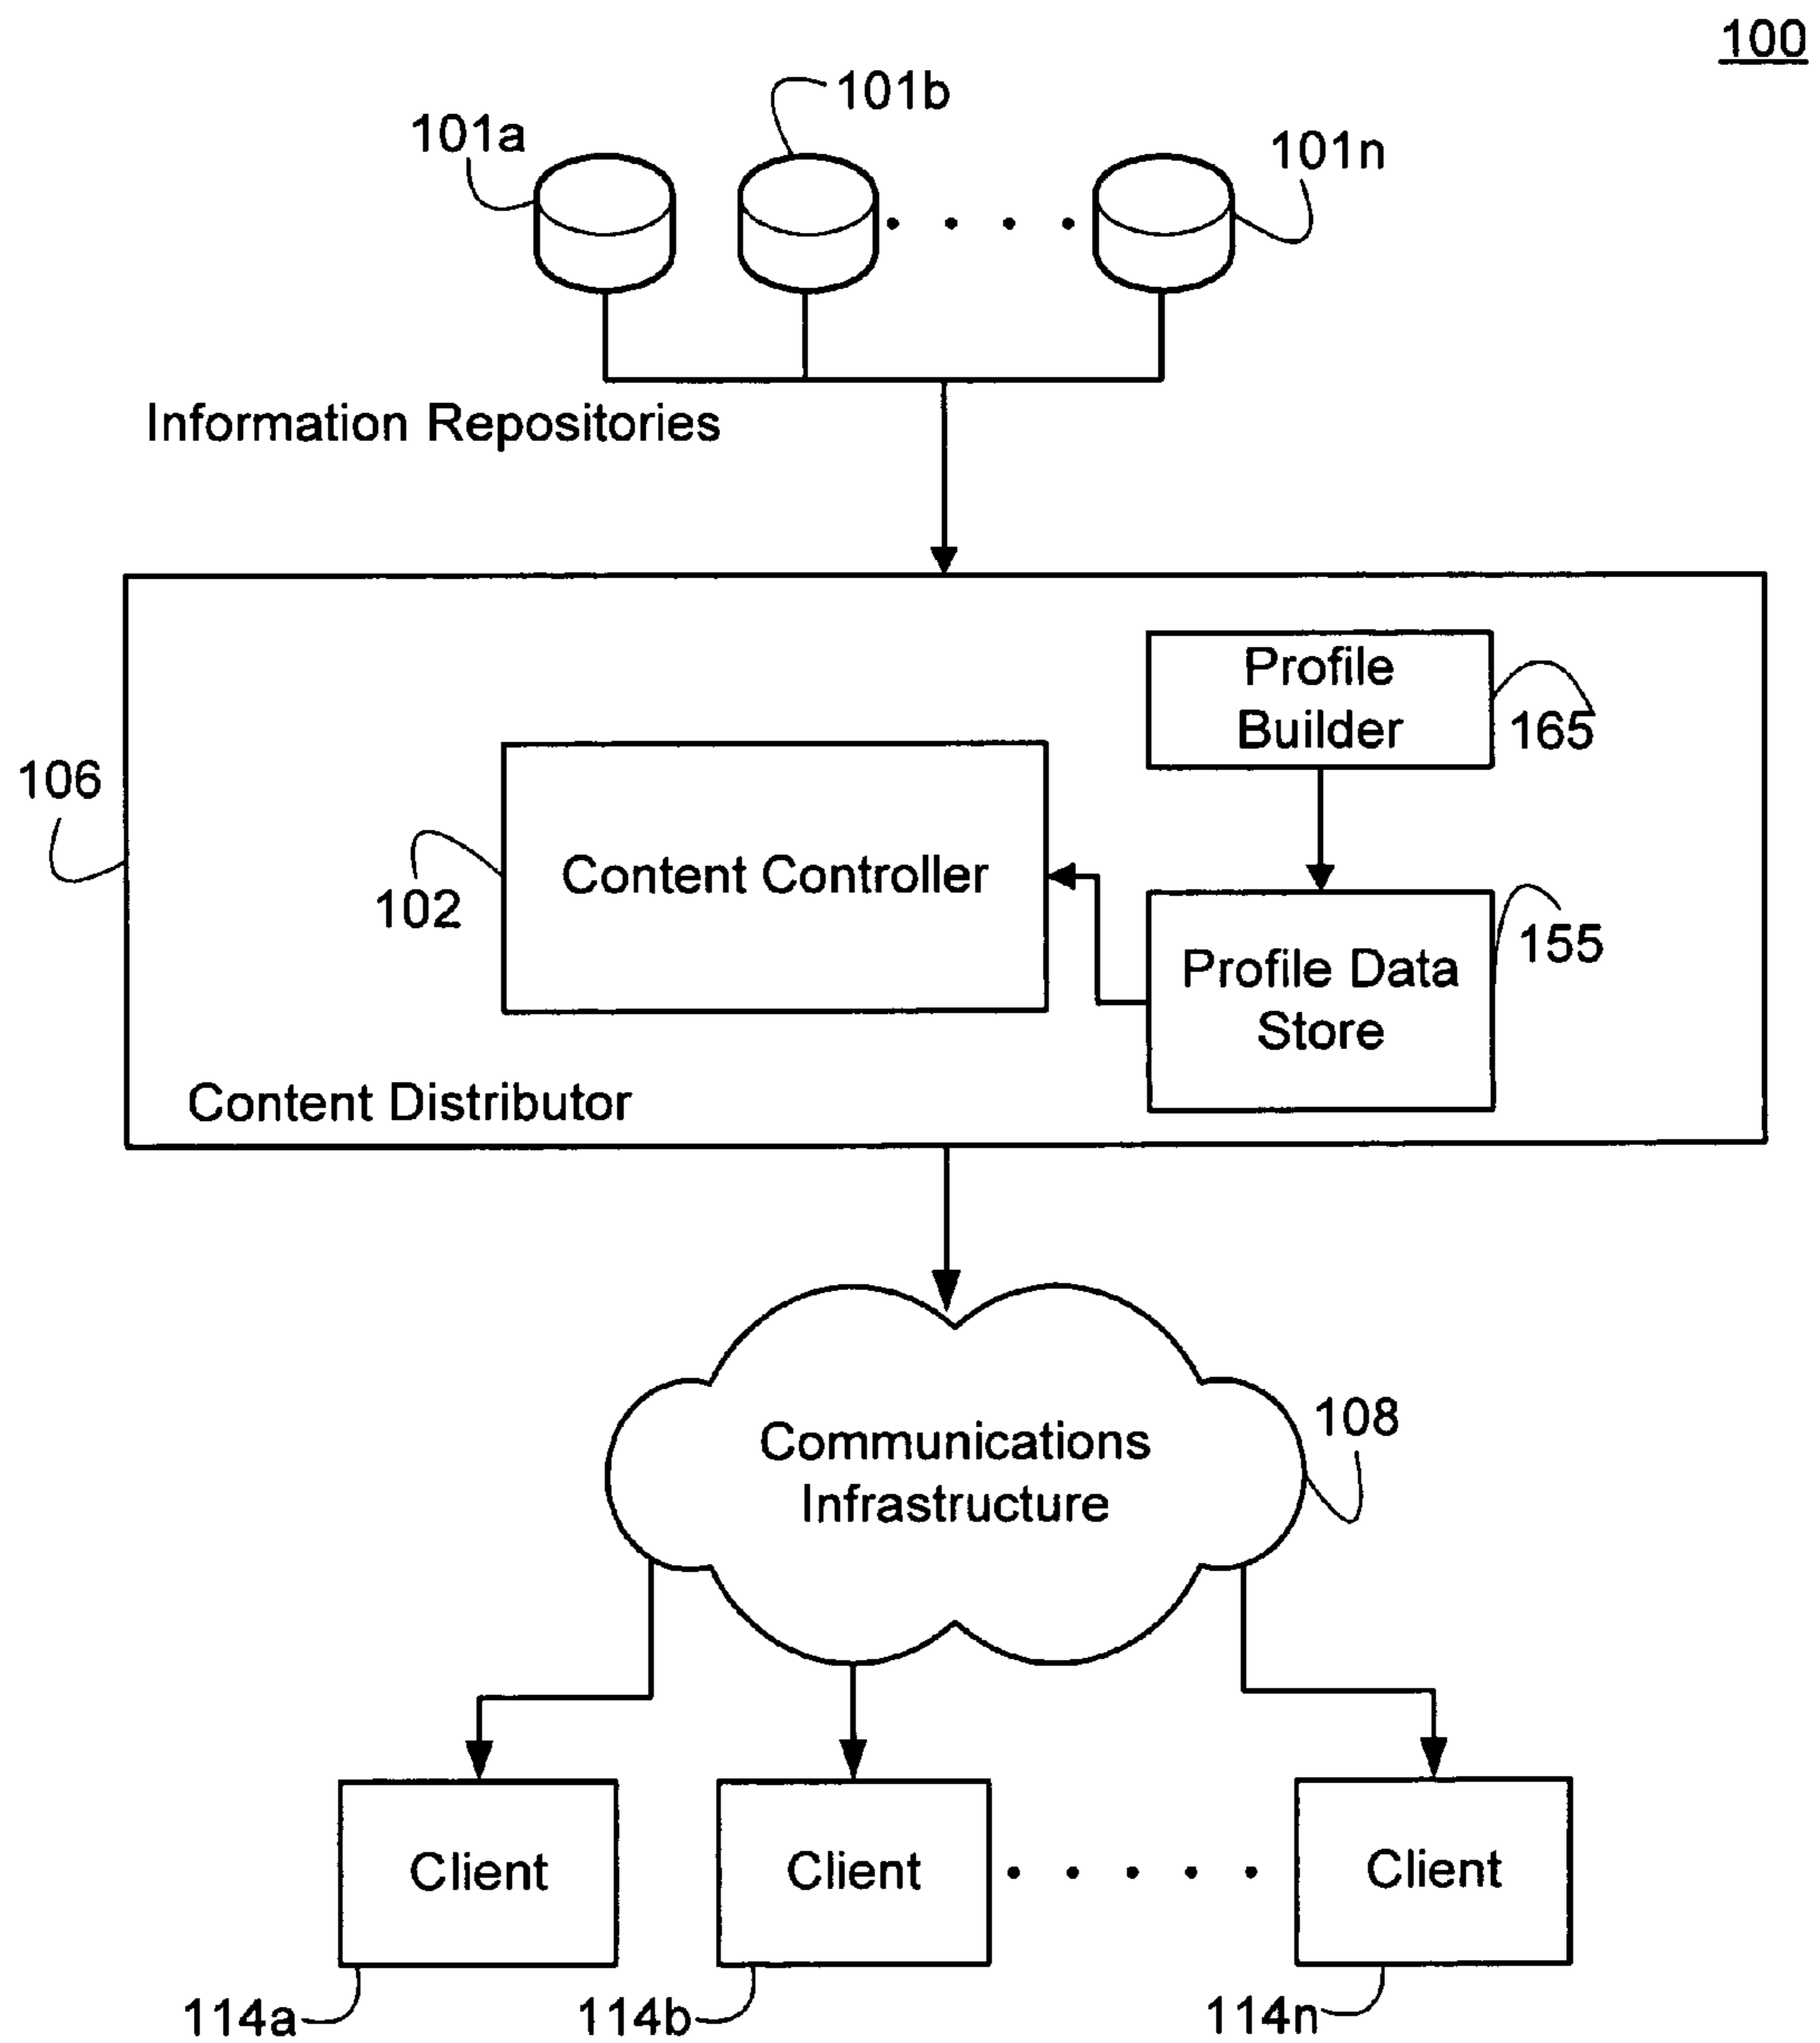 100
101b
101a
101n
Information Repositories
Profile
Builder
165
106
Content Controller
102
155
Profile Data
Store
Content Distributor
108
Communications
Infrastructure
Client
Client
Client
114a
114b
114n